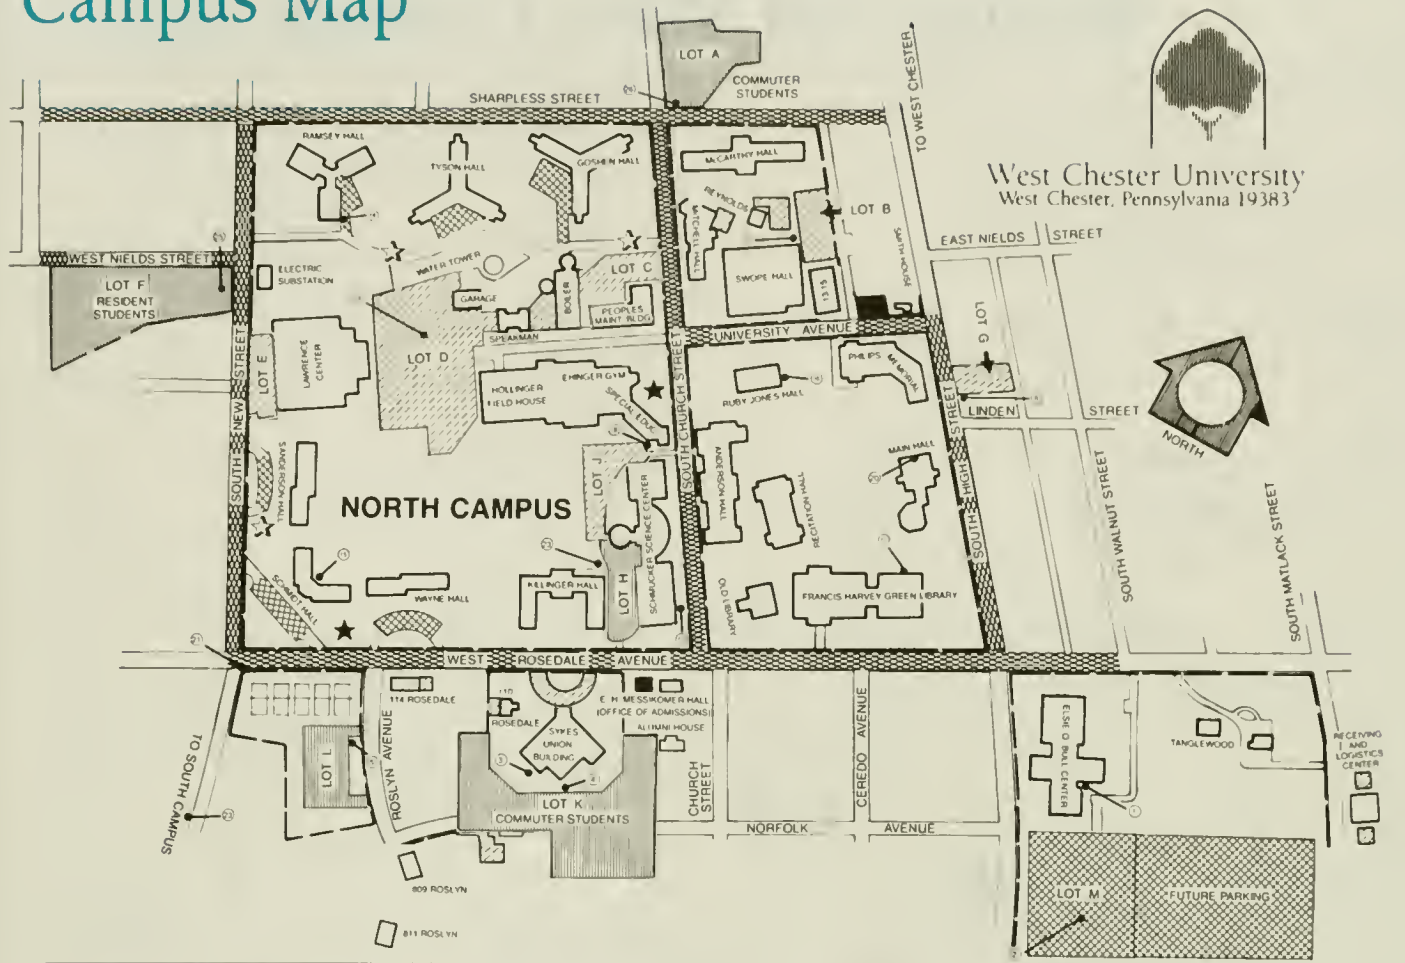 Campus Map
LOT A
COMMUTER
STUDENTS
SHARPLESS STREET
TO WEST CHESTER
West Chester University
West Chester, Pennsylvania 19383
RAMSEY HALL
TYSON HALL
GOSHEN HALL
McCARTHY HALL
REYNOLDS
MITCHELL HALL
LOT B
SMITH HOUSE
EAST NIELDS STREET
WEST NIELDS STREET
LOT F
RESIDENT
STUDENTS
ELECTRIC
SUBSTATION
WATER TOWER
GARAGE
BOILER
LOT C
PEOPLES
MAINT BLDG
SWOPE HALL
13/15
SPEAKMAN
UNIVERSITY AVENUE
LOT G
LOT E
LAWRENCE
CENTER
LOT D
HOLLINGER
FIELD HOUSE
EHINGER GYM
SPECIAL EDUC.
RUBY JONES HALL
PHILIPS MEMORIAL
LINDEN STREET
NORTH
SOUTH NEW STREET
SOUTH CHURCH STREET
SOUTH HIGH STREET
SOUTH WALNUT STREET
SOUTH MATLACK STREET
SANDERSON HALL
NORTH CAMPUS
LOT J
SCHMUCKER SCIENCE CENTER
ANDERSON HALL
RECITATION HALL
MAIN HALL
SCHMIDT HALL
WAYNE HALL
KILLINGER HALL
LOT H
OLD LIBRARY
FRANCIS HARVEY GREEN LIBRARY
WEST ROSEDALE AVENUE
114 ROSEDALE
110
ROSEDALE
SYKES
UNION
BUILDING
E. H. MESSIKOMER HALL
(OFFICE OF ADMISSIONS)
ALUMNI HOUSE
TO SOUTH CAMPUS
LOT L
ROSLYN AVENUE
LOT K
COMMUTER STUDENTS
CHURCH
STREET
CEREDO AVENUE
NORFOLK AVENUE
ELSIE O BULL CENTER
TANGLEWOOD
RECEIVING
AND
LOGISTICS
CENTER
809 ROSLYN
811 ROSLYN
LOT M
FUTURE PARKING